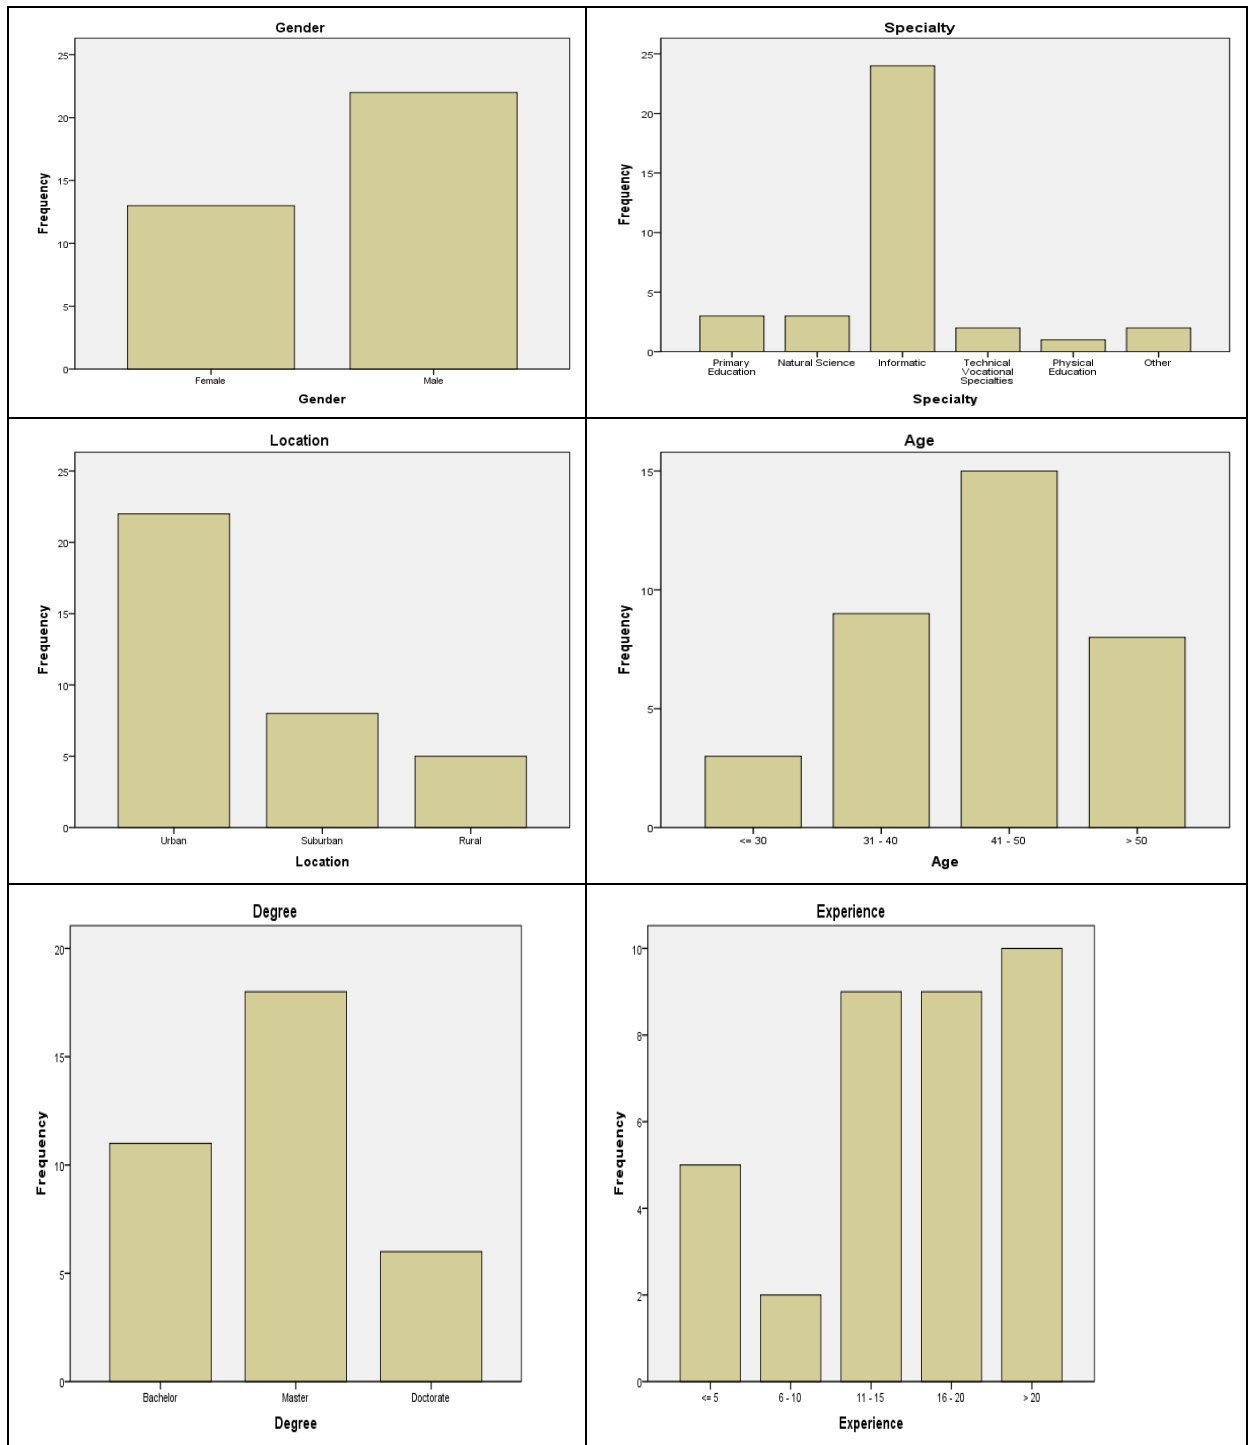 Gender
25
20
15
10
5
0
Frequency
Female Male
Gender
Specialty
25
20
15
10
5
0
Frequency
Primary Education
Natural Science
Informatic
Technical Vocational Specialties
Physical Education
Other
Specialty
Location
25
20
15
10
5
0
Frequency
Urban Suburban Rural
Location
Age
15
10
5
0
Frequency
<= 30 31 - 40 41 - 50 > 50
Age
Degree
20
15
10
5
0
Frequency
Bachelor Master Doctorate
Degree
Experience
10
8
6
4
2
0
Frequency
<= 5 6 - 10 11 - 15 16 - 20 > 20
Experience